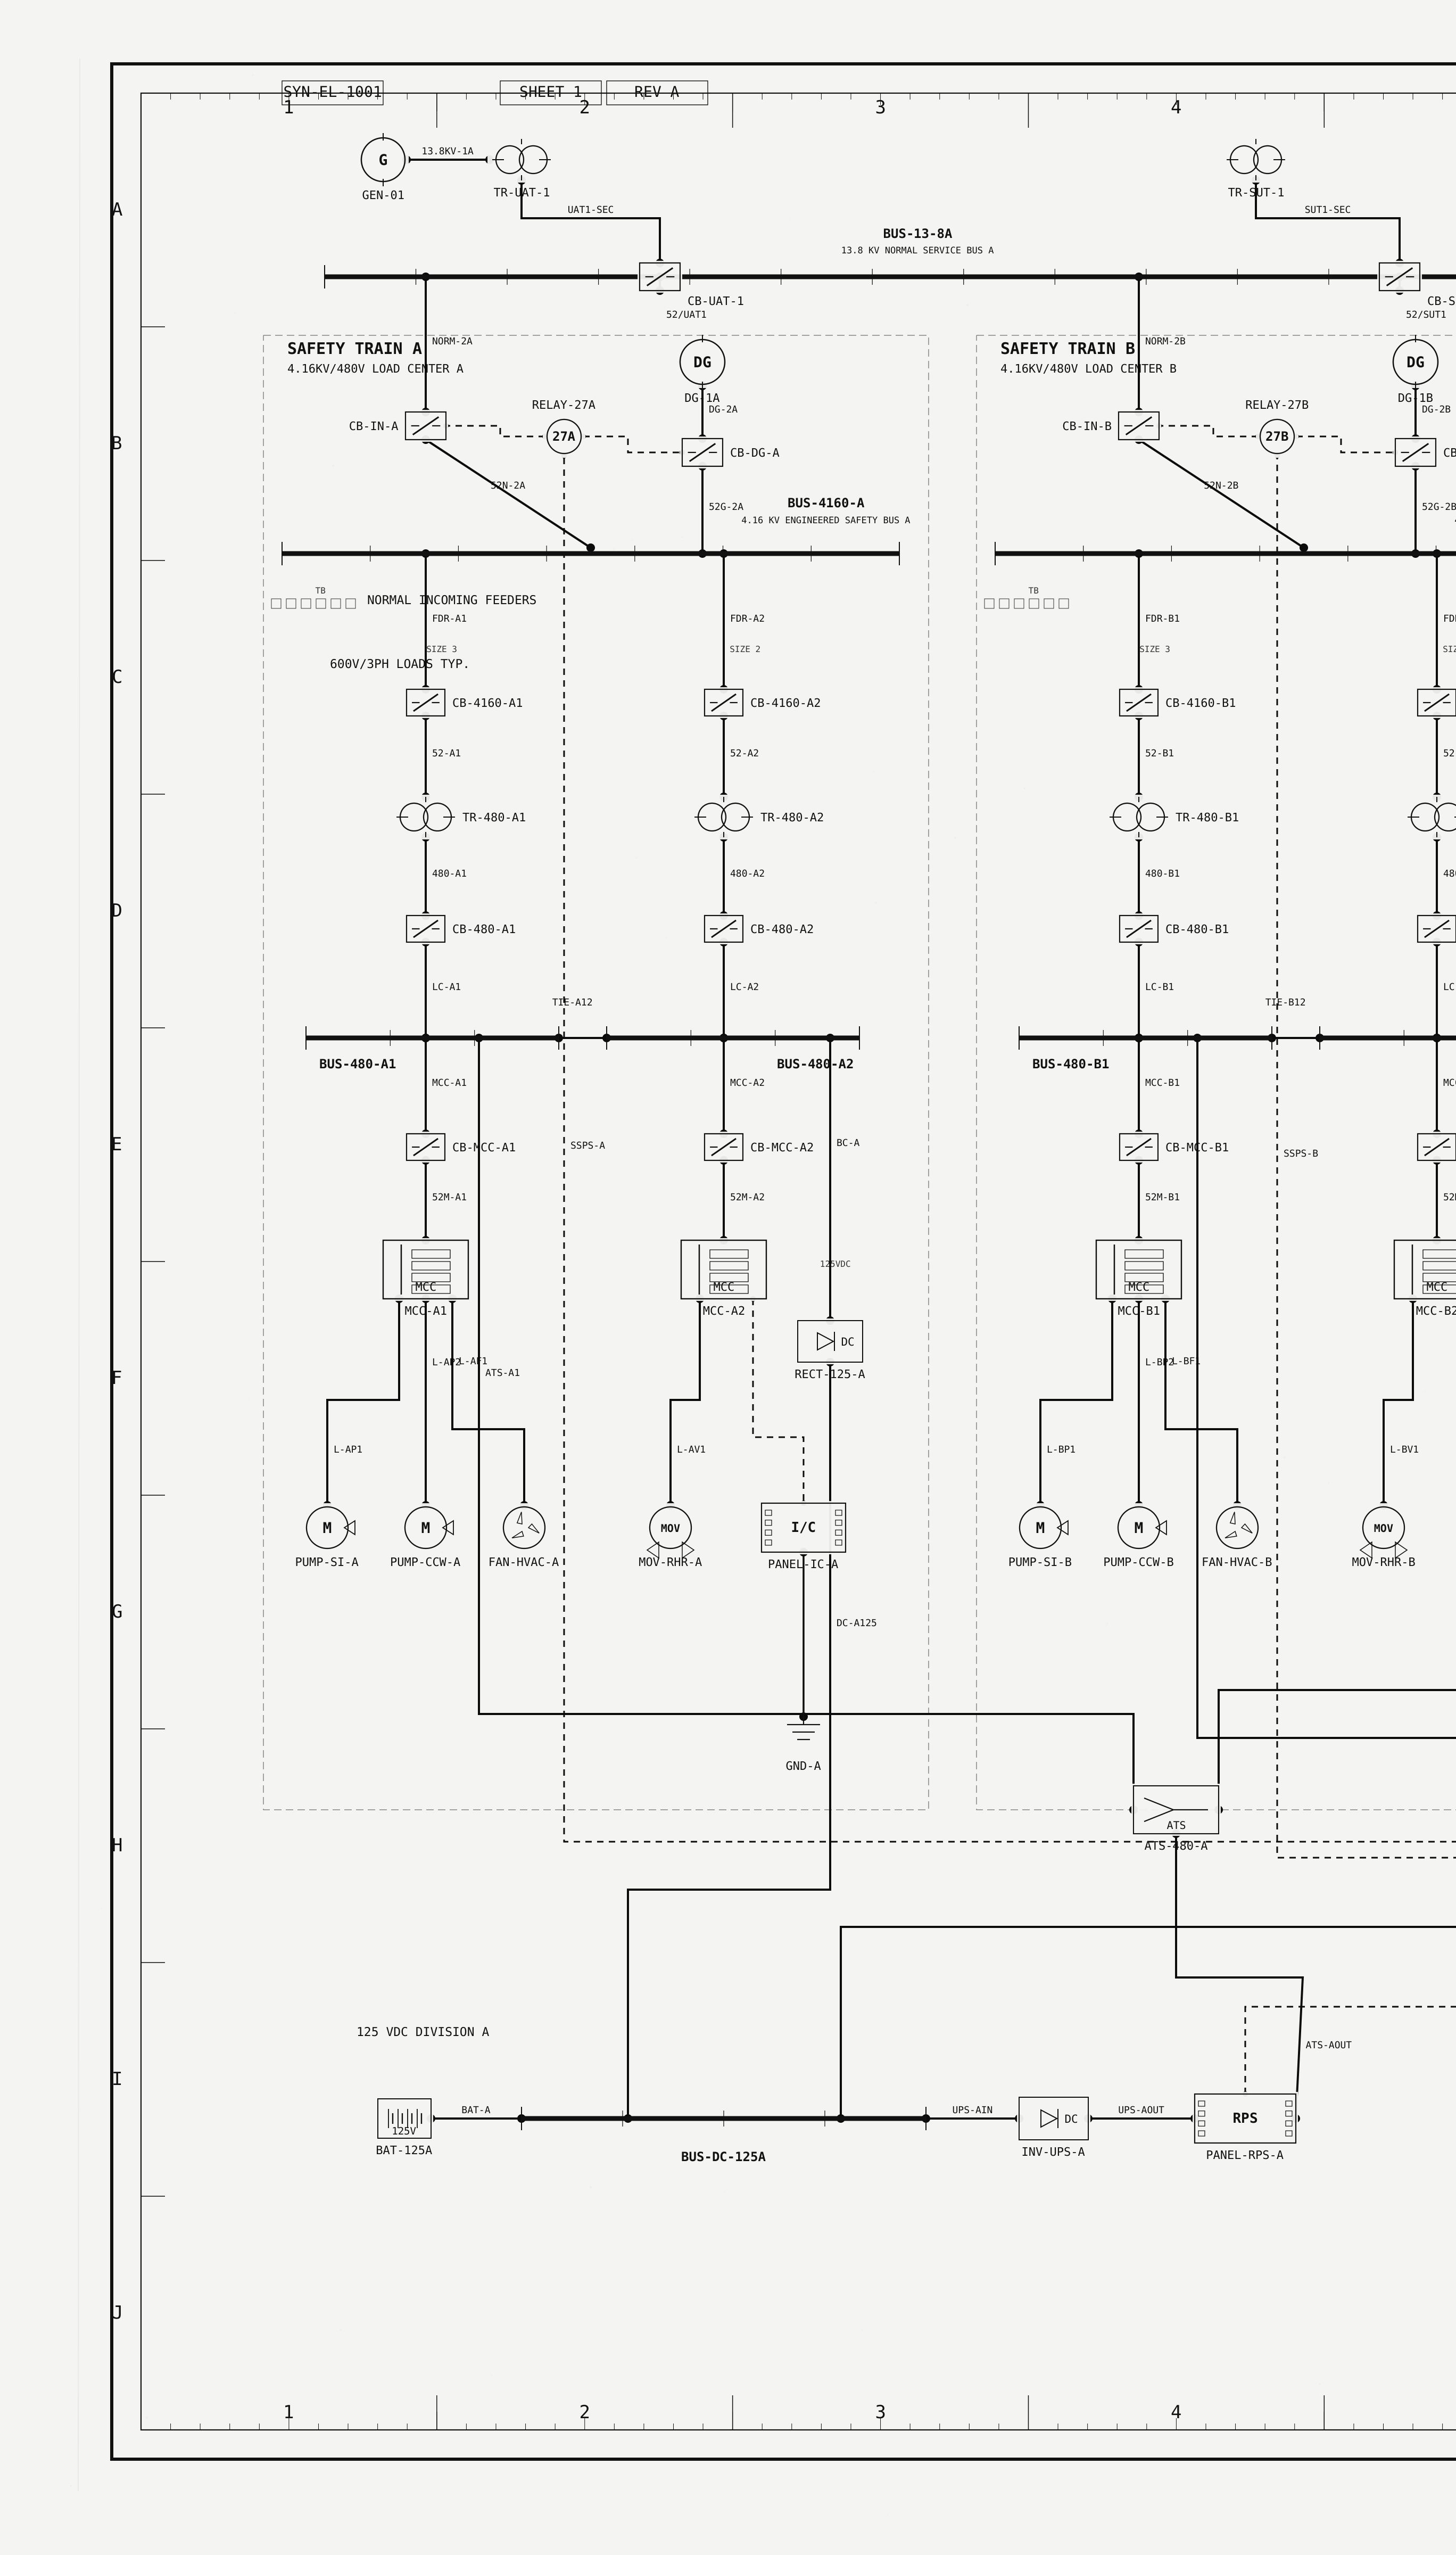 SYN-EL-1001 SHEET 1 REV A
1 2 3 4
G
GEN-01
13.8KV-1A
TR-UAT-1
UAT1-SEC
TR-SUT-1
SUT1-SEC
A
BUS-13-8A
13.8 KV NORMAL SERVICE BUS A
CB-UAT-1
52/UAT1
CB-S
52/SUT1
SAFETY TRAIN A
4.16KV/480V LOAD CENTER A
NORM-2A
DG
DG-1A
DG-2A
SAFETY TRAIN B
4.16KV/480V LOAD CENTER B
NORM-2B
DG
DG-1B
DG-2B
B
CB-IN-A
RELAY-27A
27A
CB-DG-A
CB-IN-B
RELAY-27B
27B
CB
52N-2A
52G-2A
BUS-4160-A
4.16 KV ENGINEERED SAFETY BUS A
52N-2B
52G-2B
TB
NORMAL INCOMING FEEDERS
TB
FDR-A1
FDR-A2
FDR-B1
SIZE 3
SIZE 2
SIZE 3
C
600V/3PH LOADS TYP.
CB-4160-A1
CB-4160-A2
CB-4160-B1
52-A1
52-A2
52-B1
TR-480-A1
TR-480-A2
TR-480-B1
480-A1
480-A2
480-B1
D
CB-480-A1
CB-480-A2
CB-480-B1
LC-A1
LC-A2
LC-B1
LC
TIE-A12
TIE-B12
BUS-480-A1
BUS-480-A2
BUS-480-B1
MCC-A1
MCC-A2
MCC-B1
E
CB-MCC-A1
SSPS-A
CB-MCC-A2
BC-A
CB-MCC-B1
SSPS-B
52M-A1
52M-A2
52M-B1
125VDC
MCC
MCC-A1
MCC
MCC-A2
MCC
MCC-B1
MCC
MCC-B2
DC
RECT-125-A
F
L-AP2
L-AF1
ATS-A1
L-BP2
L-BF1
L-AP1
L-AV1
L-BP1
L-BV1
M
M
MOV
I/C
M
M
MOV
PUMP-SI-A
PUMP-CCW-A
FAN-HVAC-A
MOV-RHR-A
PANEL-IC-A
PUMP-SI-B
PUMP-CCW-B
FAN-HVAC-B
MOV-RHR-B
G
DC-A125
GND-A
H
ATS
ATS-480-A
125 VDC DIVISION A
ATS-AOUT
I
125V
BAT-125A
BAT-A
BUS-DC-125A
UPS-AIN
DC
INV-UPS-A
UPS-AOUT
RPS
PANEL-RPS-A
J
1 2 3 4